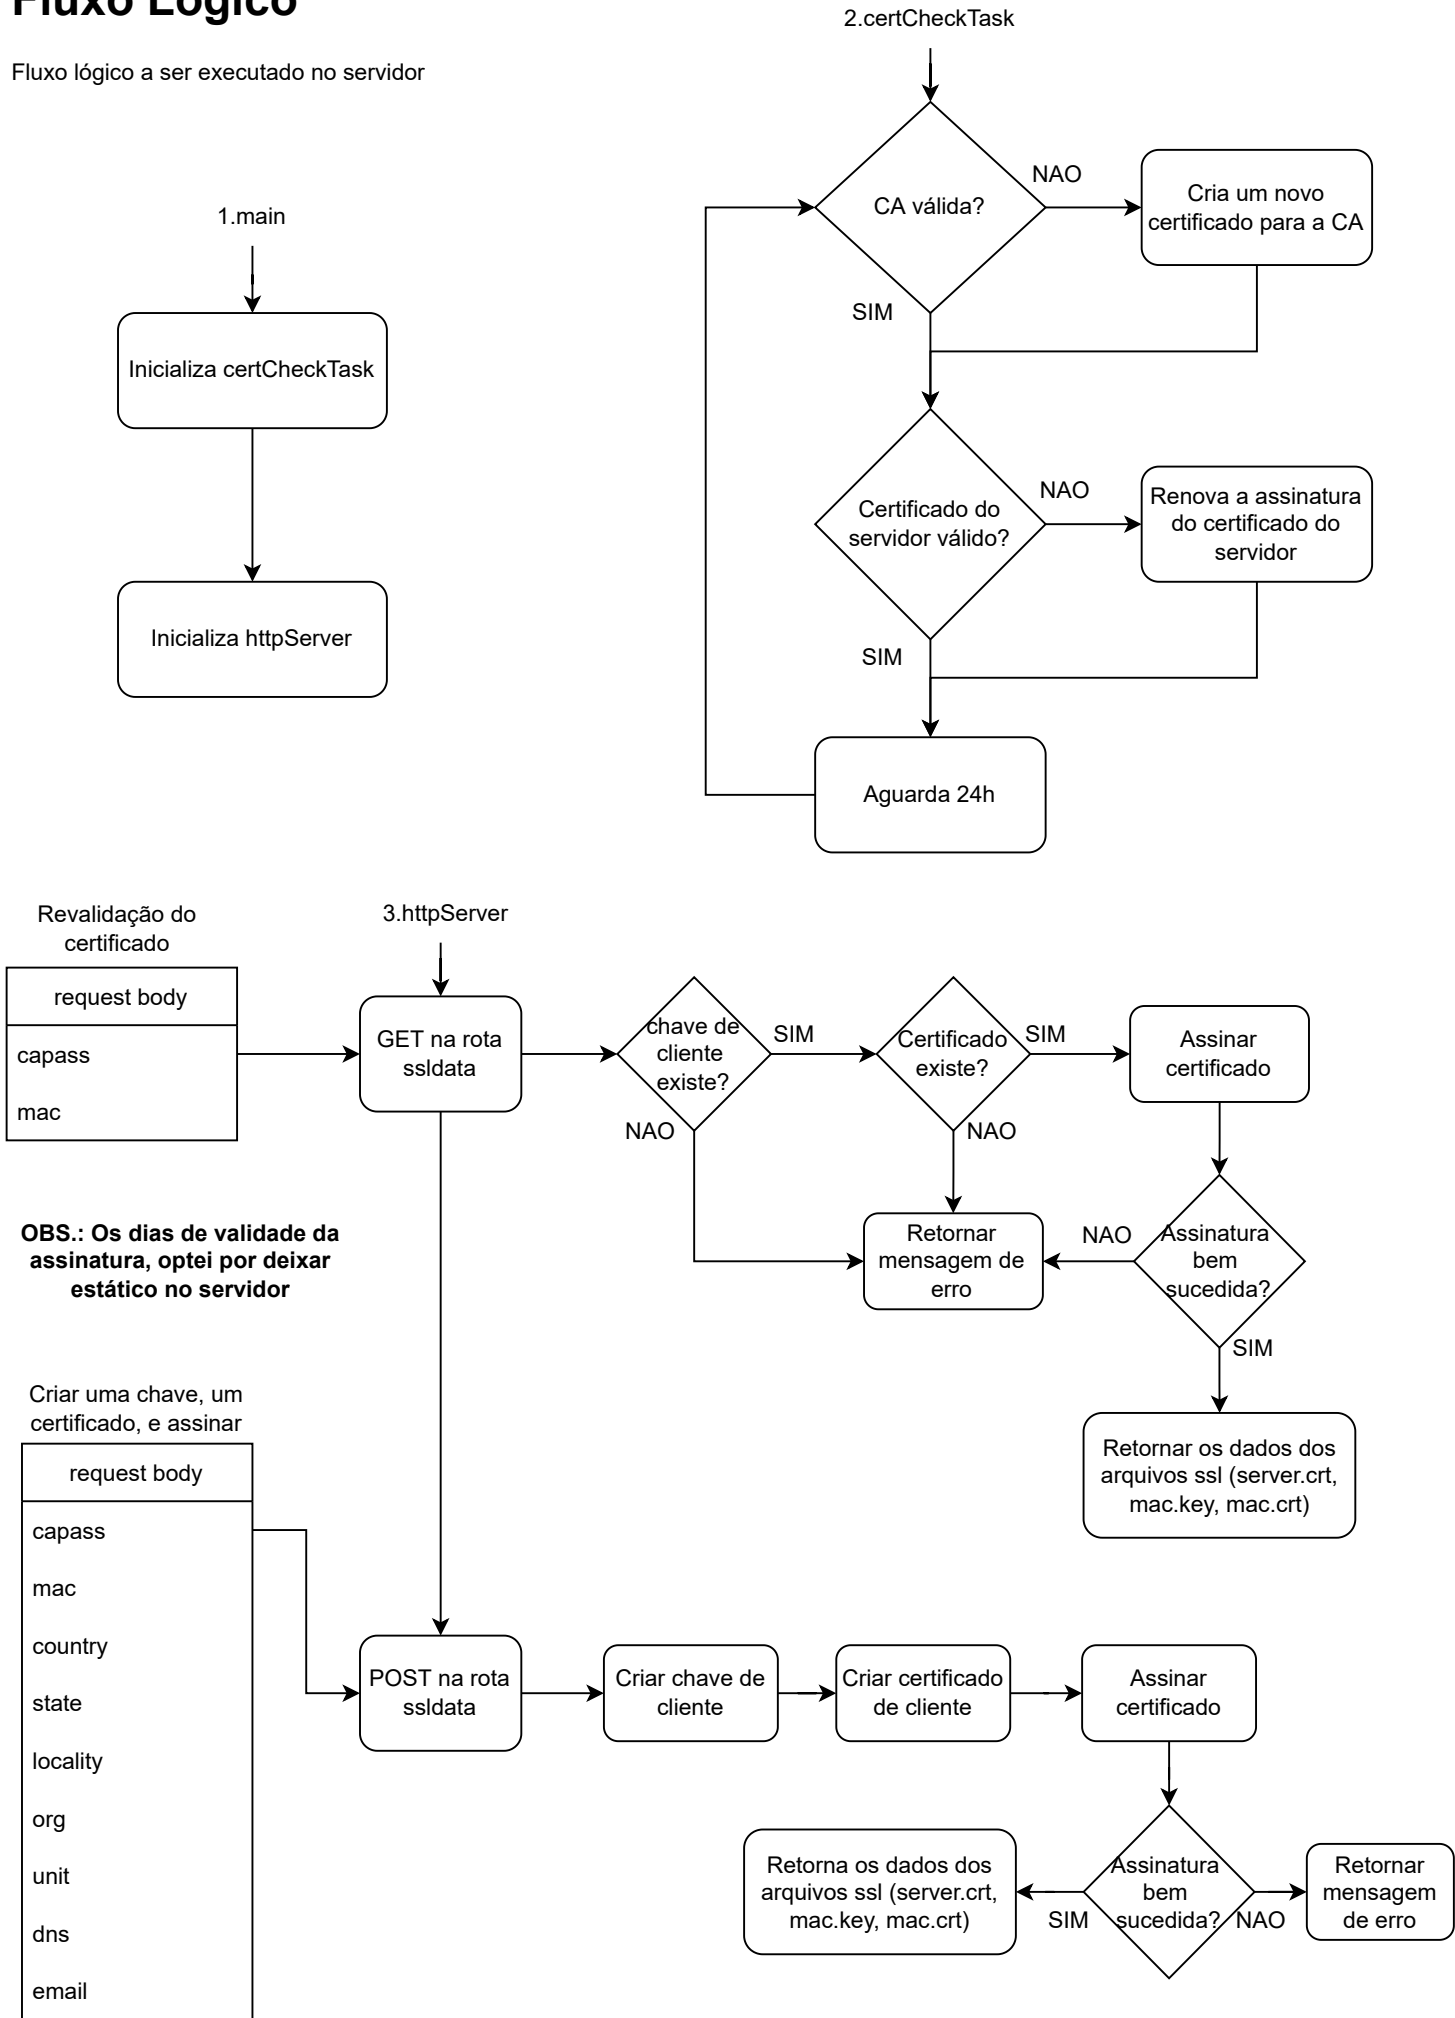 Fluxo Lógico
Fluxo lógico a ser executado no servidor
1.main
Inicializa certCheckTask
Inicializa httpServer
2.certCheckTask
CA válida?
NAO
Cria um novo
certificado para a CA
SIM
Certificado do
servidor válido?
NAO
Renova a assinatura
do certificado do
servidor
SIM
Aguarda 24h
Revalidação do
certificado
request body
capass
mac
3.httpServer
GET na rota
ssldata
chave de
cliente
existe?
SIM
NAO
Certificado
existe?
SIM
NAO
Assinar
certificado
Retornar
mensagem de
erro
NAO
Assinatura
bem
sucedida?
SIM
Retornar os dados dos
arquivos ssl (server.crt,
mac.key, mac.crt)
OBS.: Os dias de validade da
assinatura, optei por deixar
estático no servidor
Criar uma chave, um
certificado, e assinar
request body
capass
mac
country
state
locality
org
unit
dns
email
POST na rota
ssldata
Criar chave de
cliente
Criar certificado
de cliente
Assinar
certificado
Assinatura
bem
sucedida?
SIM
Retorna os dados dos
arquivos ssl (server.crt,
mac.key, mac.crt)
NAO
Retornar
mensagem
de erro